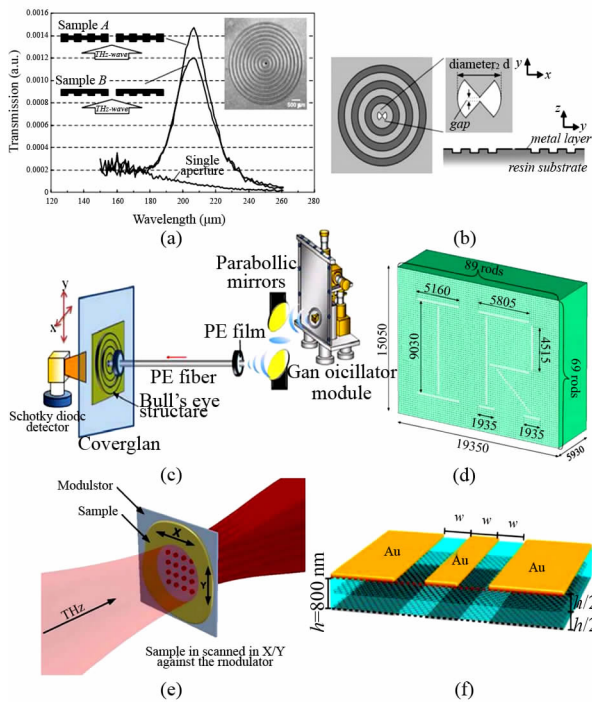 Sample A
THz-wave
Sample B
THz-wave
Single
aperture
500 μm
Transmission (a.u.)
0.0016
0.0014
0.0012
0.0010
0.0008
0.0006
0.0004
0.0002
0
120 140 160 180 200 220 240 260 280
Wavelength (μm)
(a)
diameter₂ d
gap
y
x
z
y
metal layer
resin substrate
(b)
Parabollic
mirrors
PE film
PE fiber
Gan oicillator
module
Bull's eye
structare
y
x
Schotky diode
detector
Coverglan
(c)
89 rods
5160
5805
15050
9030
4515
69 rods
1935
1935
19350
5930
(d)
Modulstor
Sample
X
Y
THz
Sample in scanned in X/Y
against the rnodulator
(e)
w w w
Au
Au
Au
h=800 nm
h/2
h/2
(f)